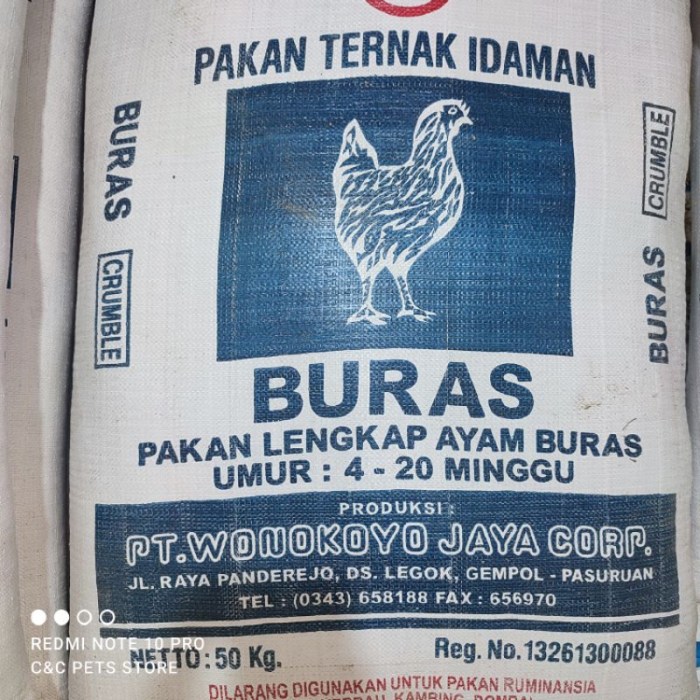 PAKAN TERNAK IDAMAN
BURAS
CRUMBLE
CRUMBLE
BURAS
BURAS
PAKAN LENGKAP AYAM BURAS
UMUR : 4 - 20 MINGGU
PRODUKSI :
PT.WONOKOYO JAYA CORP.
JL. RAYA PANDEREJO, DS. LEGOK, GEMPOL - PASURUAN
TEL : (0343) 658188 FAX : 656970
NETTO : 50 Kg.
Reg. No. 13261300088
REDMI NOTE 10 PRO
C&C PETS STORE
DILARANG DIGUNAKAN UNTUK PAKAN RUMINANSIA
KAMBING,